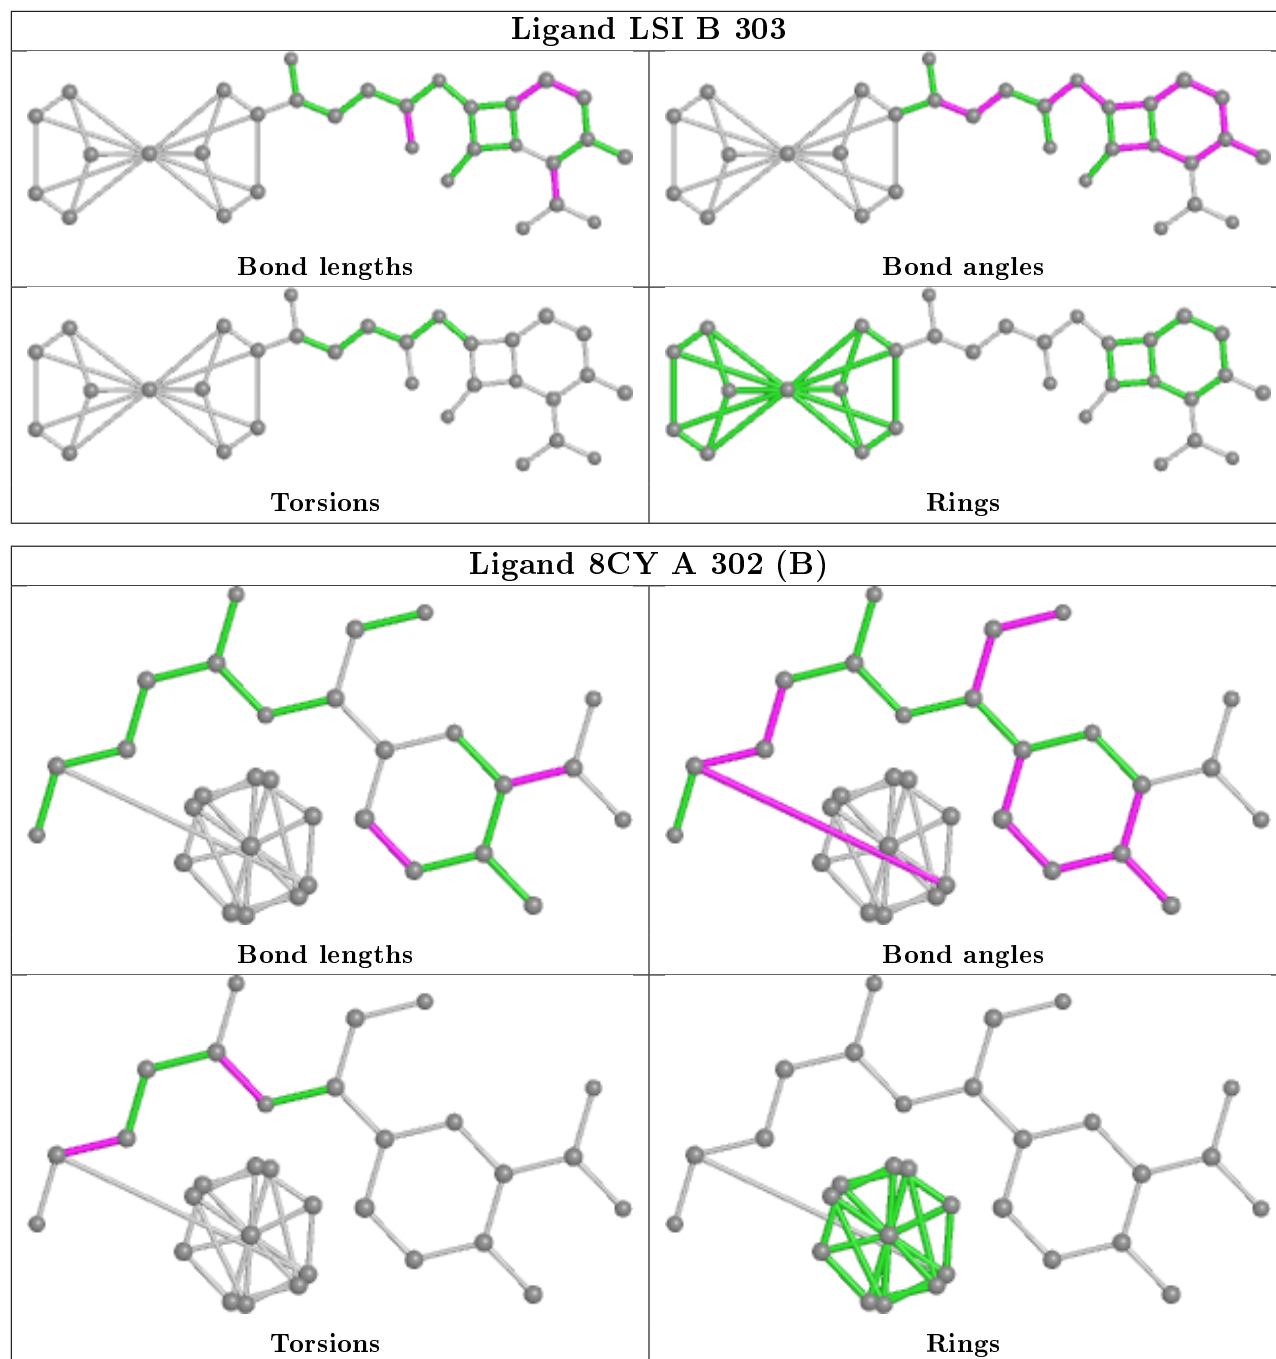 Ligand LSI B 303
Bond lengths
Bond angles
Torsions
Rings
Ligand 8CY A 302 (B)
Bond lengths
Bond angles
Torsions
Rings